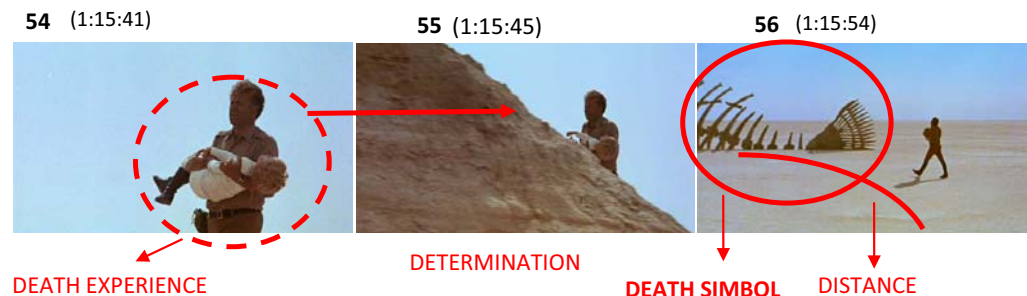 54 (1:15:41)
55 (1:15:45)
56 (1:15:54)
DEATH EXPERIENCE
DETERMINATION
DEATH SIMBOL
DISTANCE